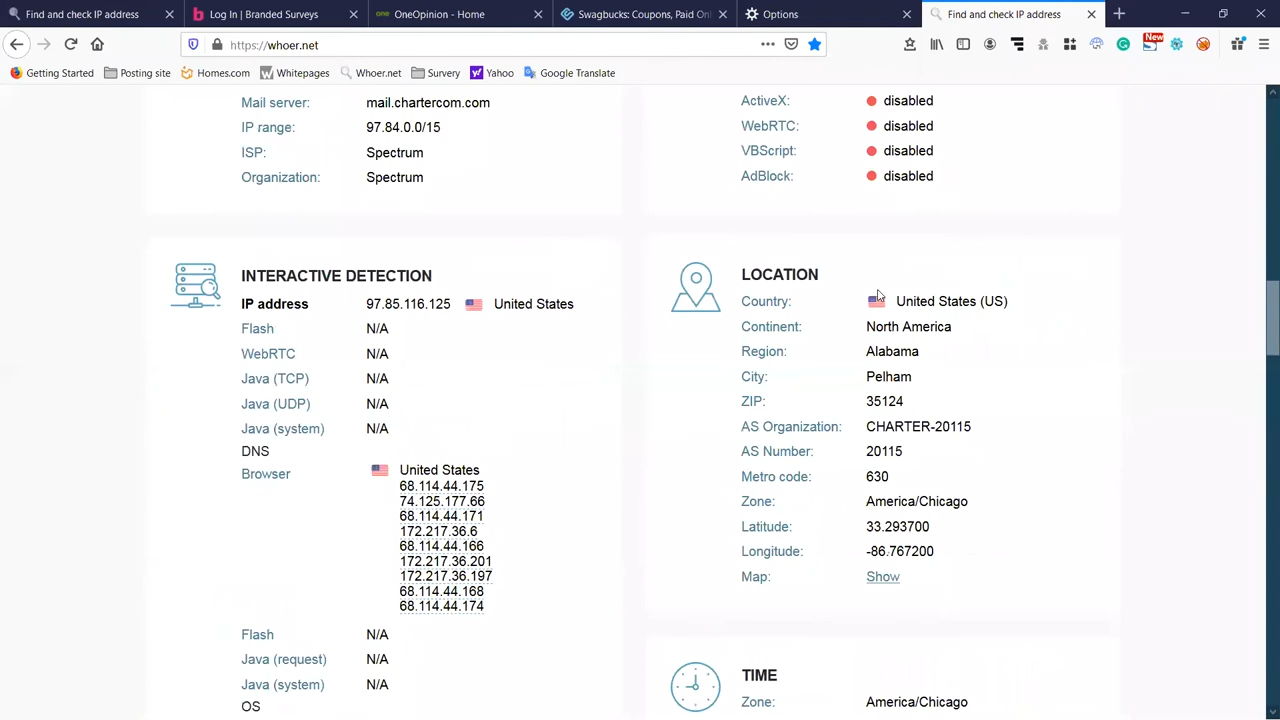 Find and check IP address
Log In | Branded Surveys
one
OneOpinion - Home
Swagbucks: Coupons, Paid Onl
Options
Find and check IP address
https://whoer.net
New
Getting Started
Posting site
Homes.com
Whitepages
Whoer.net
Survery
Yahoo
Google Translate
Mail server: mail.chartercom.com
IP range: 97.84.0.0/15
ISP: Spectrum
Organization: Spectrum
ActiveX: disabled
WebRTC: disabled
VBScript: disabled
AdBlock: disabled
INTERACTIVE DETECTION
IP address 97.85.116.125 United States
Flash N/A
WebRTC N/A
Java (TCP) N/A
Java (UDP) N/A
Java (system) N/A
DNS
Browser United States
68.114.44.175
74.125.177.66
68.114.44.171
172.217.36.6
68.114.44.166
172.217.36.201
172.217.36.197
68.114.44.168
68.114.44.174
Flash N/A
Java (request) N/A
Java (system) N/A
OS
LOCATION
Country: United States (US)
Continent: North America
Region: Alabama
City: Pelham
ZIP: 35124
AS Organization: CHARTER-20115
AS Number: 20115
Metro code: 630
Zone: America/Chicago
Latitude: 33.293700
Longitude: -86.767200
Map: Show
TIME
Zone: America/Chicago